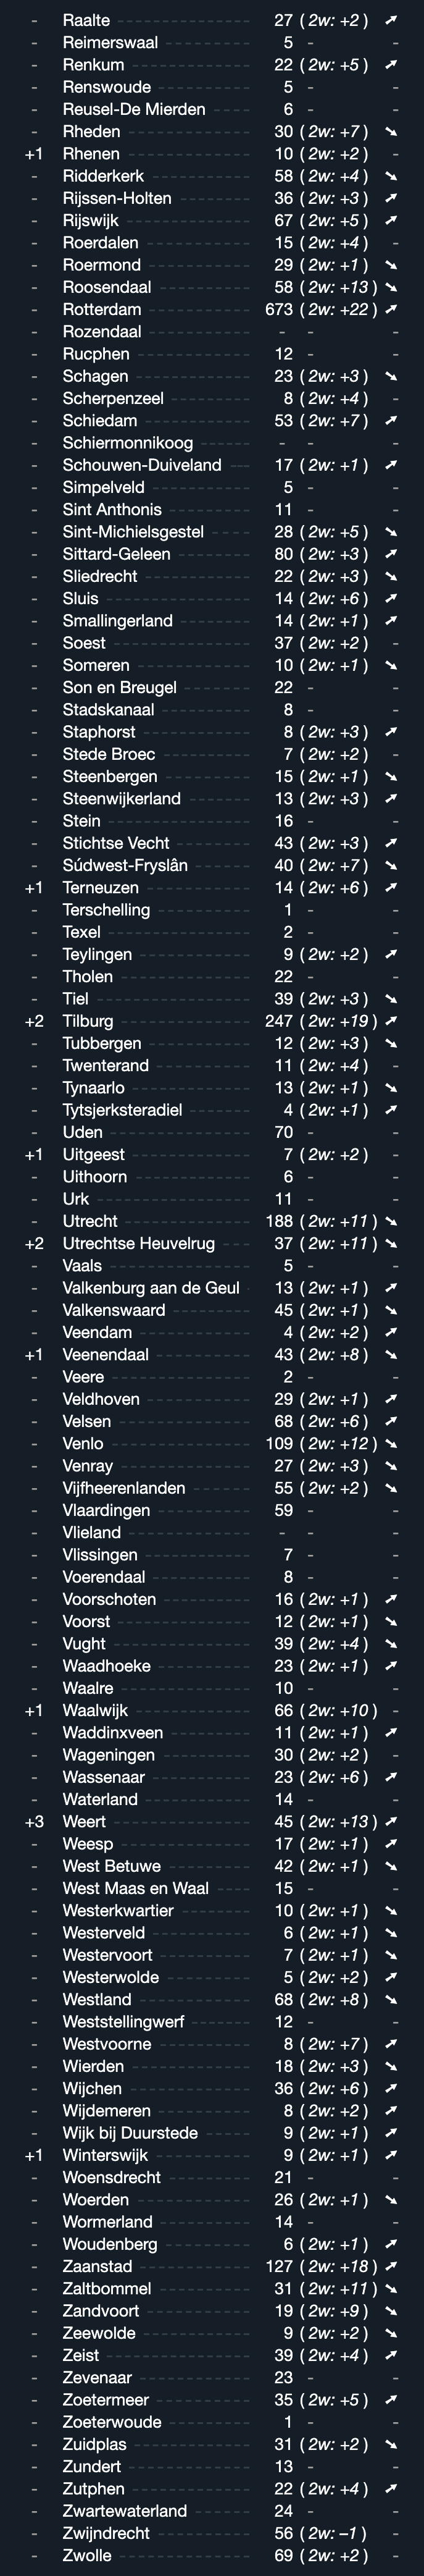 - Raalte 27 ( 2w: +2 ) ➚
- Reimerswaal 5 - -
- Renkum 22 ( 2w: +5 ) ➚
- Renswoude 5 - -
- Reusel-De Mierden 6 - -
- Rheden 30 ( 2w: +7 ) ➘
+1 Rhenen 10 ( 2w: +2 ) -
- Ridderkerk 58 ( 2w: +4 ) ➘
- Rijssen-Holten 36 ( 2w: +3 ) ➚
- Rijswijk 67 ( 2w: +5 ) ➚
- Roerdalen 15 ( 2w: +4 ) -
- Roermond 29 ( 2w: +1 ) ➘
- Roosendaal 58 ( 2w: +13 ) ➘
- Rotterdam 673 ( 2w: +22 ) ➚
- Rozendaal - - -
- Rucphen 12 - -
- Schagen 23 ( 2w: +3 ) ➘
- Scherpenzeel 8 ( 2w: +4 ) -
- Schiedam 53 ( 2w: +7 ) ➚
- Schiermonnikoog - - -
- Schouwen-Duiveland 17 ( 2w: +1 ) ➚
- Simpelveld 5 - -
- Sint Anthonis 11 - -
- Sint-Michielsgestel 28 ( 2w: +5 ) ➘
- Sittard-Geleen 80 ( 2w: +3 ) ➚
- Sliedrecht 22 ( 2w: +3 ) ➘
- Sluis 14 ( 2w: +6 ) ➚
- Smallingerland 14 ( 2w: +1 ) ➚
- Soest 37 ( 2w: +2 ) -
- Someren 10 ( 2w: +1 ) ➘
- Son en Breugel 22 - -
- Stadskanaal 8 - -
- Staphorst 8 ( 2w: +3 ) ➚
- Stede Broec 7 ( 2w: +2 ) -
- Steenbergen 15 ( 2w: +1 ) ➘
- Steenwijkerland 13 ( 2w: +3 ) ➚
- Stein 16 - -
- Stichtse Vecht 43 ( 2w: +3 ) ➚
- Súdwest-Fryslân 40 ( 2w: +7 ) ➘
+1 Terneuzen 14 ( 2w: +6 ) ➚
- Terschelling 1 - -
- Texel 2 - -
- Teylingen 9 ( 2w: +2 ) ➚
- Tholen 22 - -
- Tiel 39 ( 2w: +3 ) ➘
+2 Tilburg 247 ( 2w: +19 ) ➚
- Tubbergen 12 ( 2w: +3 ) ➘
- Twenterand 11 ( 2w: +4 ) -
- Tynaarlo 13 ( 2w: +1 ) ➘
- Tytsjerksteradiel 4 ( 2w: +1 ) ➚
- Uden 70 - -
+1 Uitgeest 7 ( 2w: +2 ) -
- Uithoorn 6 - -
- Urk 11 - -
- Utrecht 188 ( 2w: +11 ) ➘
+2 Utrechtse Heuvelrug 37 ( 2w: +11 ) ➘
- Vaals 5 - -
- Valkenburg aan de Geul 13 ( 2w: +1 ) ➚
- Valkenswaard 45 ( 2w: +1 ) ➘
- Veendam 4 ( 2w: +2 ) ➚
+1 Veenendaal 43 ( 2w: +8 ) ➘
- Veere 2 - -
- Veldhoven 29 ( 2w: +1 ) ➚
- Velsen 68 ( 2w: +6 ) ➚
- Venlo 109 ( 2w: +12 ) ➘
- Venray 27 ( 2w: +3 ) ➘
- Vijfheerenlanden 55 ( 2w: +2 ) ➘
- Vlaardingen 59 - -
- Vlieland - - -
- Vlissingen 7 - -
- Voerendaal 8 - -
- Voorschoten 16 ( 2w: +1 ) ➚
- Voorst 12 ( 2w: +1 ) ➘
- Vught 39 ( 2w: +4 ) ➘
- Waadhoeke 23 ( 2w: +1 ) ➚
- Waalre 10 - -
+1 Waalwijk 66 ( 2w: +10 ) -
- Waddinxveen 11 ( 2w: +1 ) ➚
- Wageningen 30 ( 2w: +2 ) -
- Wassenaar 23 ( 2w: +6 ) ➚
- Waterland 14 - -
+3 Weert 45 ( 2w: +13 ) ➚
- Weesp 17 ( 2w: +1 ) ➚
- West Betuwe 42 ( 2w: +1 ) ➘
- West Maas en Waal 15 - -
- Westerkwartier 10 ( 2w: +1 ) ➘
- Westerveld 6 ( 2w: +1 ) ➘
- Westervoort 7 ( 2w: +1 ) ➘
- Westerwolde 5 ( 2w: +2 ) ➚
- Westland 68 ( 2w: +8 ) ➘
- Weststellingwerf 12 - -
- Westvoorne 8 ( 2w: +7 ) ➚
- Wierden 18 ( 2w: +3 ) ➘
- Wijchen 36 ( 2w: +6 ) ➚
- Wijdemeren 8 ( 2w: +2 ) ➚
- Wijk bij Duurstede 9 ( 2w: +1 ) ➚
+1 Winterswijk 9 ( 2w: +1 ) ➚
- Woensdrecht 21 - -
- Woerden 26 ( 2w: +1 ) ➘
- Wormerland 14 - -
- Woudenberg 6 ( 2w: +1 ) ➚
- Zaanstad 127 ( 2w: +18 ) ➚
- Zaltbommel 31 ( 2w: +11 ) ➘
- Zandvoort 19 ( 2w: +9 ) ➘
- Zeewolde 9 ( 2w: +2 ) ➘
- Zeist 39 ( 2w: +4 ) ➚
- Zevenaar 23 - -
- Zoetermeer 35 ( 2w: +5 ) ➚
- Zoeterwoude 1 - -
- Zuidplas 31 ( 2w: +2 ) ➘
- Zundert 13 - -
- Zutphen 22 ( 2w: +4 ) ➚
- Zwartewaterland 24 - -
- Zwijndrecht 56 ( 2w: –1 ) -
- Zwolle 69 ( 2w: +2 ) -